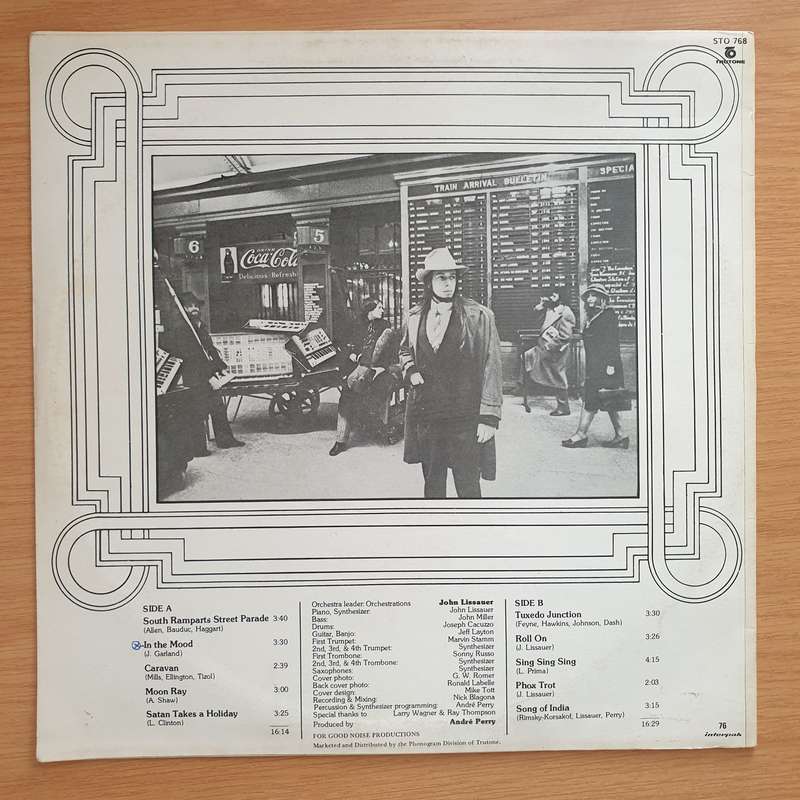 STO 768
TRUTONE
TRAIN ARRIVAL BULLETIN
SPECIA
6
5
DRINK
Coca-Cola
Delicious Refresh
SIDE A
South Ramparts Street Parade 3:40
(Allen, Bauduc, Haggart)
In the Mood 3:30
(J. Garland)
Caravan 2:39
(Mills, Ellington, Tizol)
Moon Ray 3:00
(A. Shaw)
Satan Takes a Holiday 3:25
(L. Clinton)
16:14
Orchestra leader: Orchestrations John Lissauer
Piano, Synthesizer: John Lissauer
Bass: John Miller
Drums: Joseph Cacuzzo
Guitar, Banjo: Jeff Layton
First Trumpet: Marvin Stamm
2nd, 3rd, & 4th Trumpet: Synthesizer
First Trombone: Sonny Russo
2nd, 3rd, & 4th Trombone: Synthesizer
Saxophones: Synthesizer
Cover photo: G. W. Romer
Back cover photo: Ronald Labelle
Cover design: Mike Tott
Recording & Mixing: Nick Blagona
Percussion & Synthesizer programming: André Perry
Special thanks to Larry Wagner & Ray Thompson
Produced by André Perry
FOR GOOD NOISE PRODUCTIONS
Marketed and Distributed by the Phonogram Division of Trutone.
SIDE B
Tuxedo Junction 3:30
(Feyne, Hawkins, Johnson, Dash)
Roll On 3:26
(J. Lissauer)
Sing Sing Sing 4:15
(L. Prima)
Phox Trot 2:03
(J. Lissauer)
Song of India 3:15
(Rimsky-Korsakof, Lissauer, Perry)
16:29
76
interpak